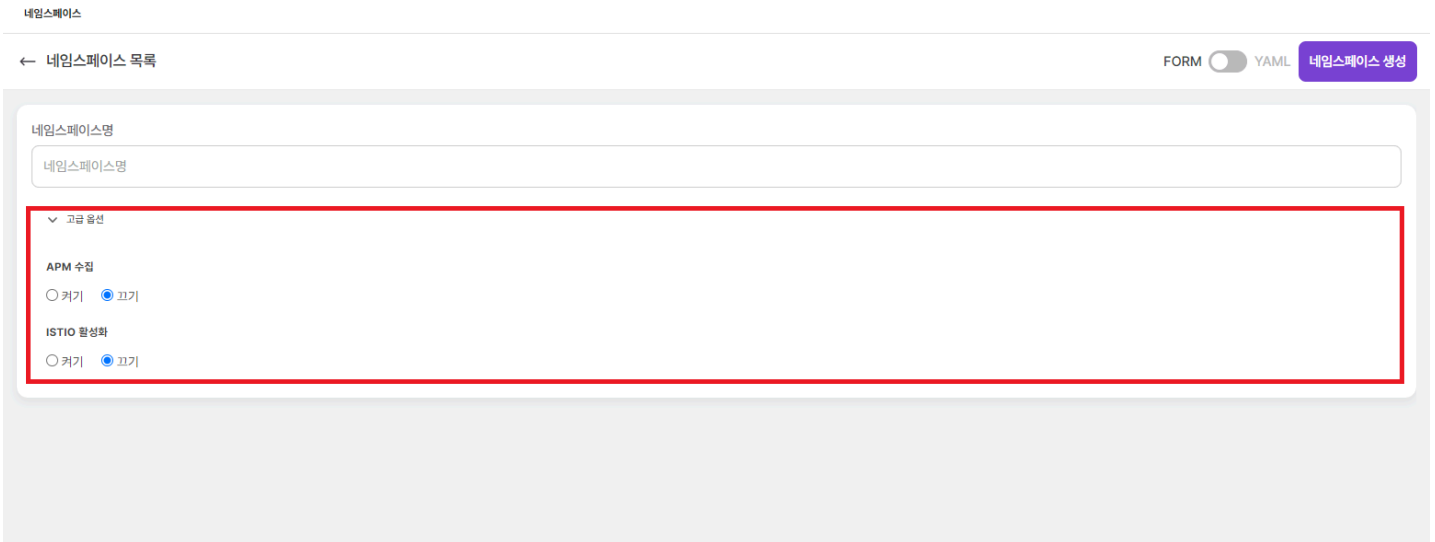 네임스페이스
← 네임스페이스 목록 FORM YAML 네임스페이스 생성
네임스페이스명
네임스페이스명
고급 옵션
APM 수집
켜기 끄기
ISTIO 활성화
켜기 끄기